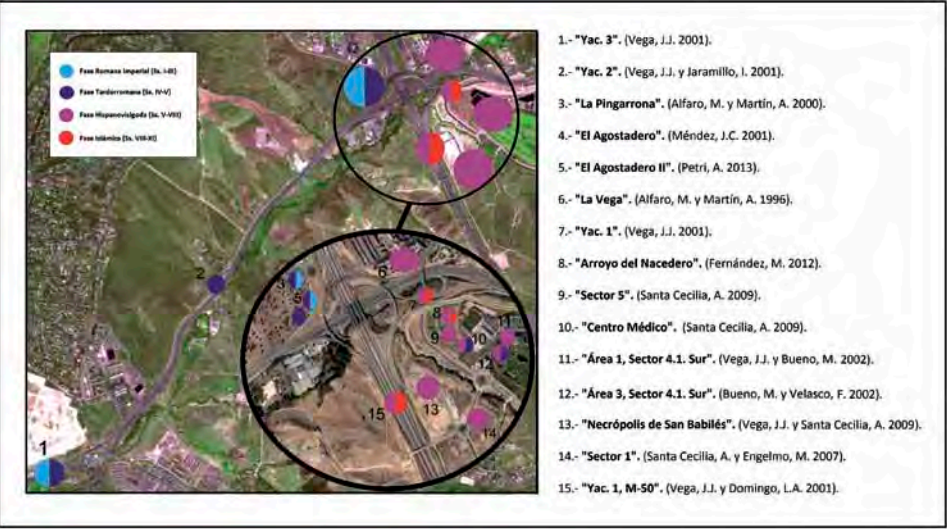 Fase Romana Imperial (Ss. I-III)
Fase Tardorromana (Ss. IV-V)
Fase Hispanovisigoda (Ss. V-VIII)
Fase Islámica (Ss. VIII-XI)
1
2
3
5
6
8
9
10
11
12
13
14
15
1.- "Yac. 3". (Vega, J.J. 2001).
2.- "Yac. 2". (Vega, J.J. y Jaramillo, I. 2001).
3.- "La Pingarrona". (Alfaro, M. y Martín, A. 2000).
4.- "El Agostadero". (Méndez, J.C. 2001).
5.- "El Agostadero II". (Petri, A. 2013).
6.- "La Vega". (Alfaro, M. y Martín, A. 1996).
7.- "Yac. 1". (Vega, J.J. 2001).
8.- "Arroyo del Nacedero". (Fernández, M. 2012).
9.- "Sector 5". (Santa Cecilia, A. 2009).
10.- "Centro Médico". (Santa Cecilia, A. 2009).
11.- "Área 1, Sector 4.1. Sur". (Vega, J.J. y Bueno, M. 2002).
12.- "Área 3, Sector 4.1. Sur". (Bueno, M. y Velasco, F. 2002).
13.- "Necrópolis de San Babilés". (Vega, J.J. y Santa Cecilia, A. 2009).
14.- "Sector 1". (Santa Cecilia, A. y Engelmo, M. 2007).
15.- "Yac. 1, M-50". (Vega, J.J. y Domingo, L.A. 2001).